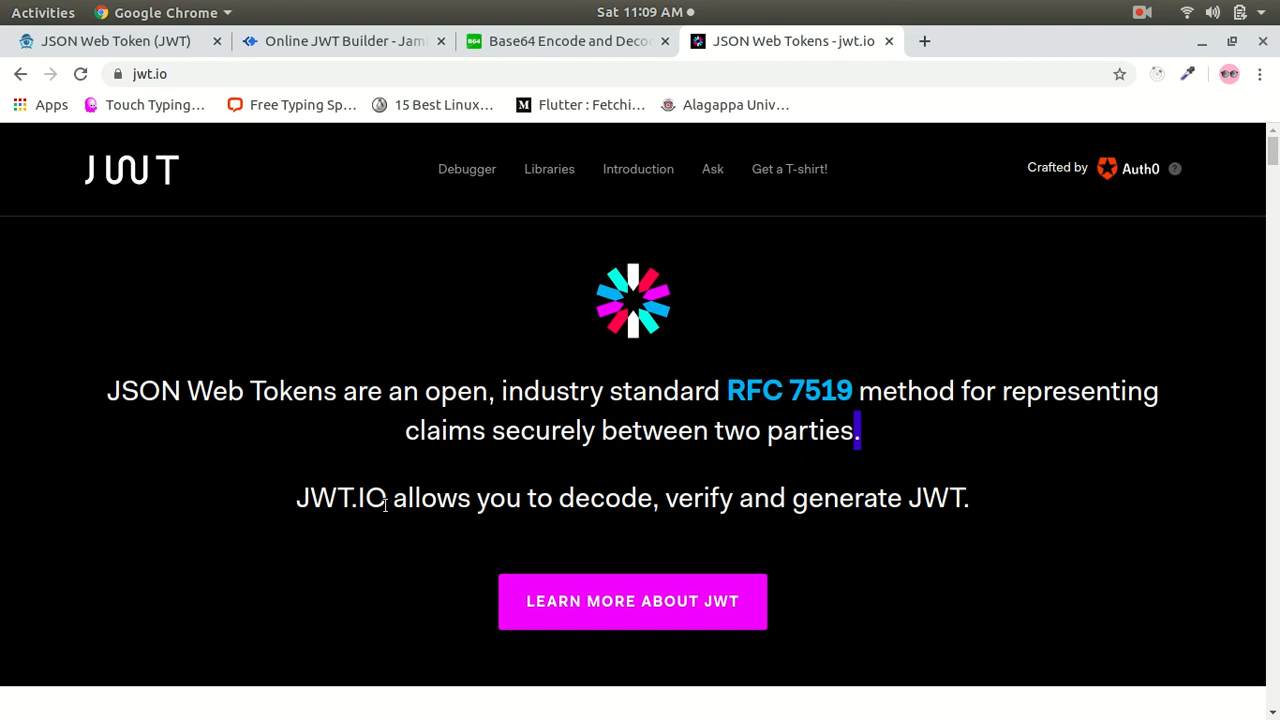 Activities Google Chrome Sat 11:09 AM
JSON Web Token (JWT) Online JWT Builder - Jami B64 Base64 Encode and Deco JSON Web Tokens - jwt.io
jwt.io
Apps Touch Typing... Free Typing Sp... 15 Best Linux... M Flutter : Fetchi... Alagappa Univ...
JWT Debugger Libraries Introduction Ask Get a T-shirt! Crafted by Auth0 ?
JSON Web Tokens are an open, industry standard RFC 7519 method for representing
claims securely between two parties.
JWT.IO allows you to decode, verify and generate JWT.
LEARN MORE ABOUT JWT